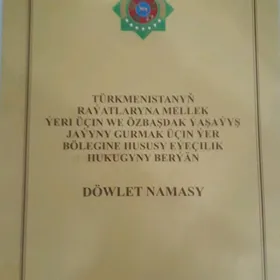 TÜRKMENISTANYŇ
RAÝATLARYNA MELLEK
ÝERI ÜÇIN WE ÖZBAŞDAK ÝAŞAÝYŞ
JAÝYNY GURMAK ÜÇIN ÝER
BÖLEGINE HUSUSY EÝEÇILIK
HUKUGYNY BERÝÄN
DÖWLET NAMASY